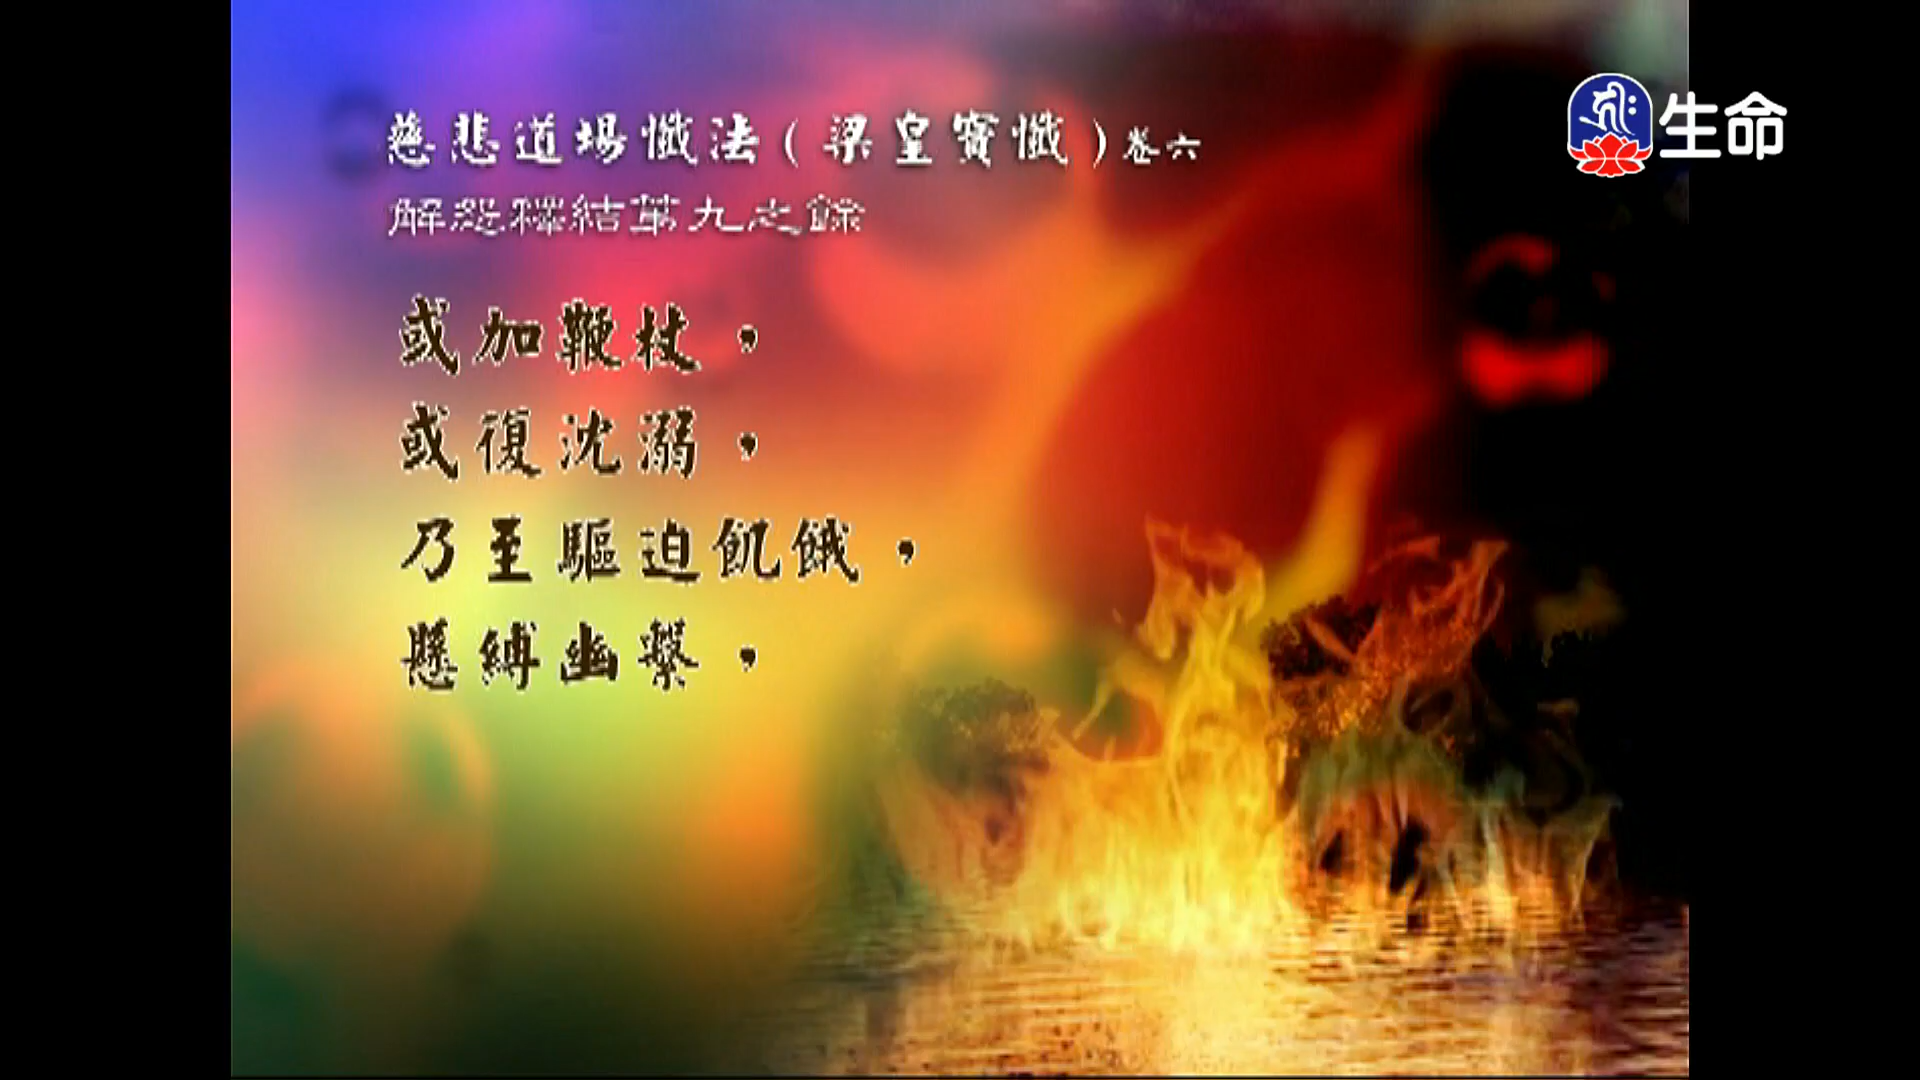 慈悲道場懺法(梁皇寶懺)卷六
生命
解怨釋結第九之餘
或加鞭杖，
或復沈溺，
乃至驅迫飢餓，
懸縛幽繫，